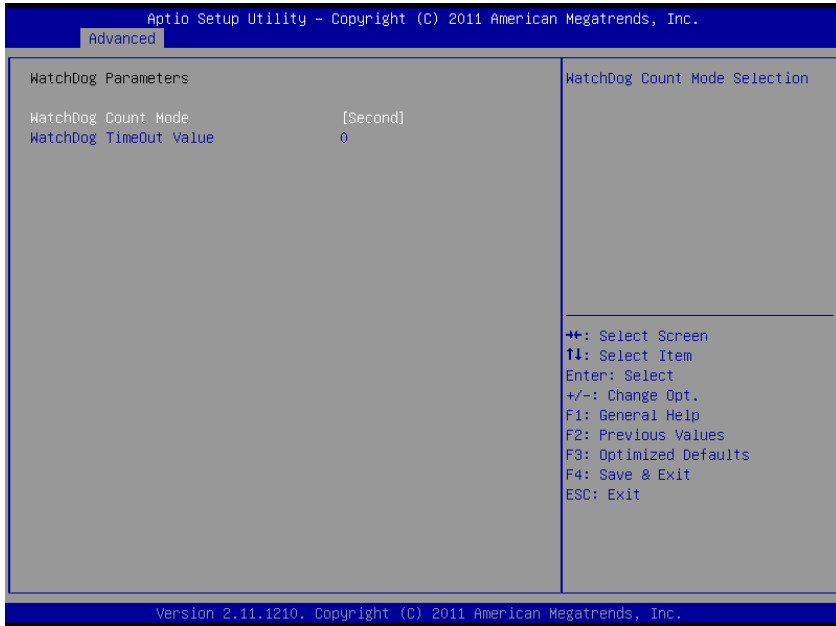 Aptio Setup Utility – Copyright (C) 2011 American Megatrends, Inc.
Advanced
WatchDog Parameters
WatchDog Count Mode [Second]
WatchDog TimeOut Value 0
WatchDog Count Mode Selection
→←: Select Screen
↑↓: Select Item
Enter: Select
+/-: Change Opt.
F1: General Help
F2: Previous Values
F3: Optimized Defaults
F4: Save & Exit
ESC: Exit
Version 2.11.1210. Copyright (C) 2011 American Megatrends, Inc.